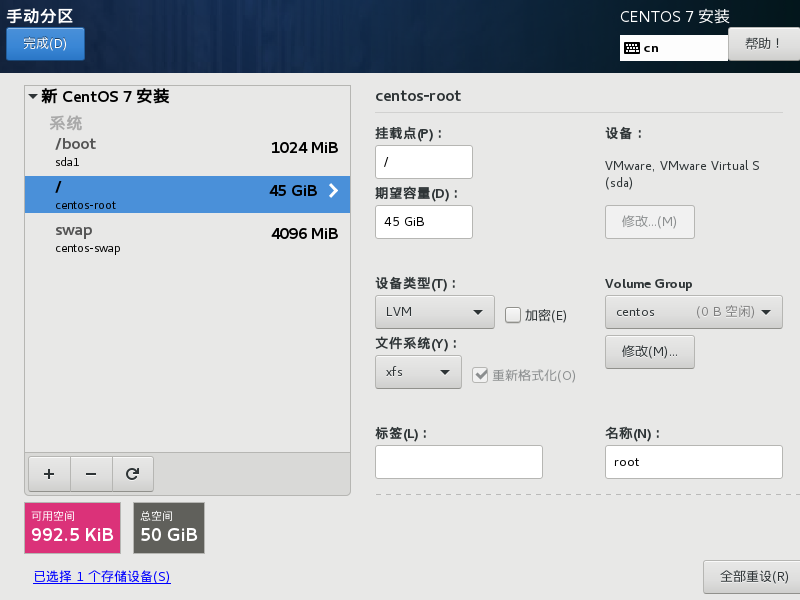 手动分区
CENTOS 7 安装
完成(D)
cn
帮助！
新 CentOS 7 安装
系统
/boot
1024 MiB
sda1
/
45 GiB
centos-root
swap
4096 MiB
centos-swap
可用空间
992.5 KiB
总空间
50 GiB
已选择 1 个存储设备(S)
centos-root
挂载点(P)：
/
期望容量(D)：
45 GiB
设备：
VMware, VMware Virtual S
(sda)
修改...(M)
设备类型(T)：
LVM
加密(E)
Volume Group
centos (0 B 空闲)
修改(M)...
文件系统(Y)：
xfs
重新格式化(O)
标签(L)：
名称(N)：
root
全部重设(R)